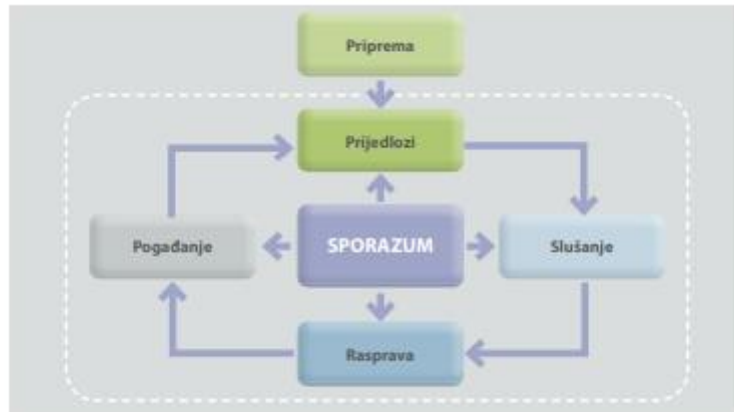 Priprema
Prijedlozi
Pogađanje
SPORAZUM
Slušanje
Rasprava